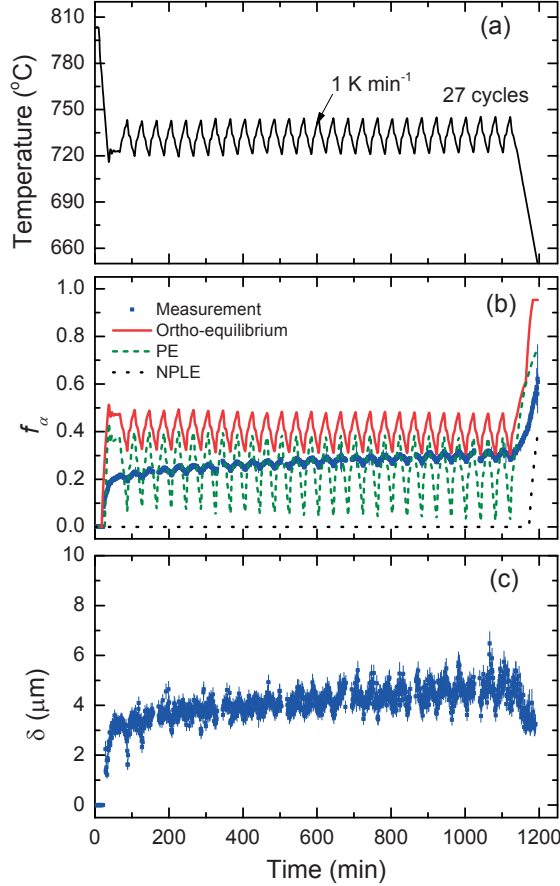 (a)
810
780
750
720
690
660
Temperature (°C)
1 K min⁻¹
27 cycles
(b)
1.0
0.8
0.6
0.4
0.2
0.0
fα
Measurement
Ortho-equilibrium
PE
NPLE
(c)
10
8
6
4
2
0
δ (μm)
0 200 400 600 800 1000 1200
Time (min)